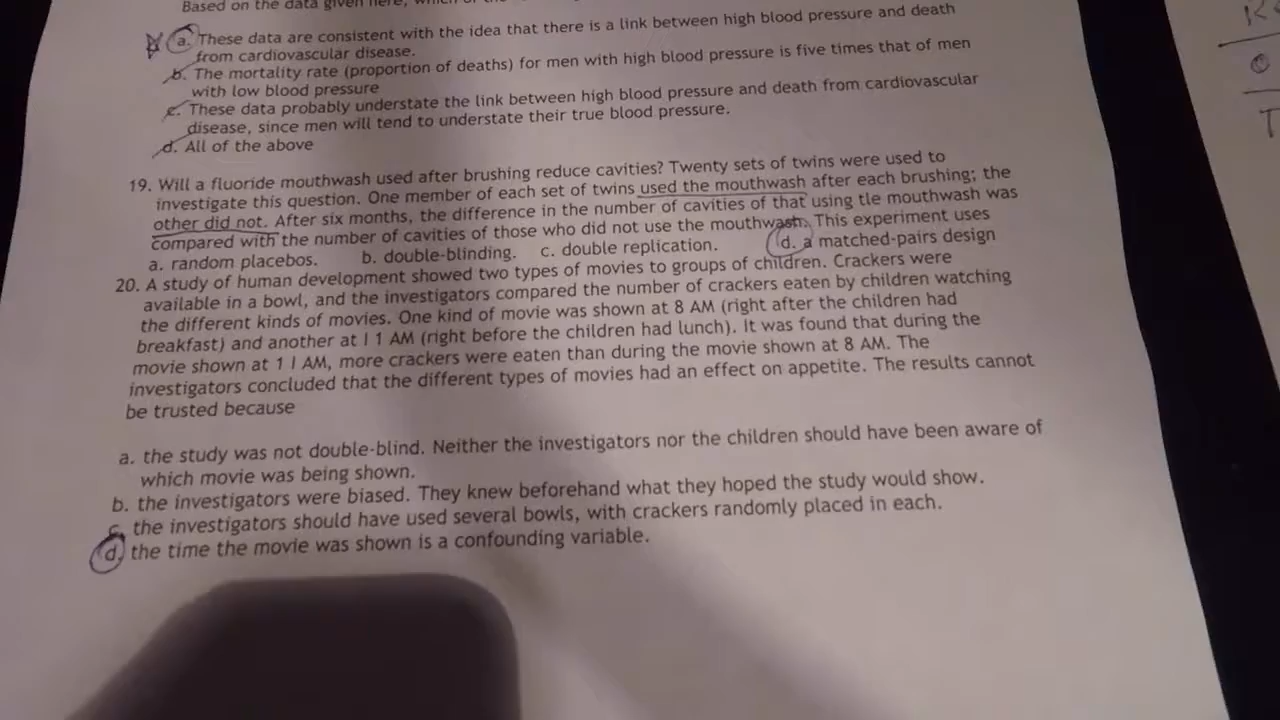 Based on the data given here, which of the
a. These data are consistent with the idea that there is a link between high blood pressure and death
from cardiovascular disease.
b. The mortality rate (proportion of deaths) for men with high blood pressure is five times that of men
with low blood pressure
c. These data probably understate the link between high blood pressure and death from cardiovascular
disease, since men will tend to understate their true blood pressure.
d. All of the above
19. Will a fluoride mouthwash used after brushing reduce cavities? Twenty sets of twins were used to
investigate this question. One member of each set of twins used the mouthwash after each brushing; the
other did not. After six months, the difference in the number of cavities of that using tle mouthwash was
compared with the number of cavities of those who did not use the mouthwash. This experiment uses
a. random placebos. b. double-blinding. c. double replication. d. a matched-pairs design
20. A study of human development showed two types of movies to groups of children. Crackers were
available in a bowl, and the investigators compared the number of crackers eaten by children watching
the different kinds of movies. One kind of movie was shown at 8 AM (right after the children had
breakfast) and another at I 1 AM (right before the children had lunch). It was found that during the
movie shown at 1 I AM, more crackers were eaten than during the movie shown at 8 AM. The
investigators concluded that the different types of movies had an effect on appetite. The results cannot
be trusted because
a. the study was not double-blind. Neither the investigators nor the children should have been aware of
which movie was being shown.
b. the investigators were biased. They knew beforehand what they hoped the study would show.
c. the investigators should have used several bowls, with crackers randomly placed in each.
d. the time the movie was shown is a confounding variable.